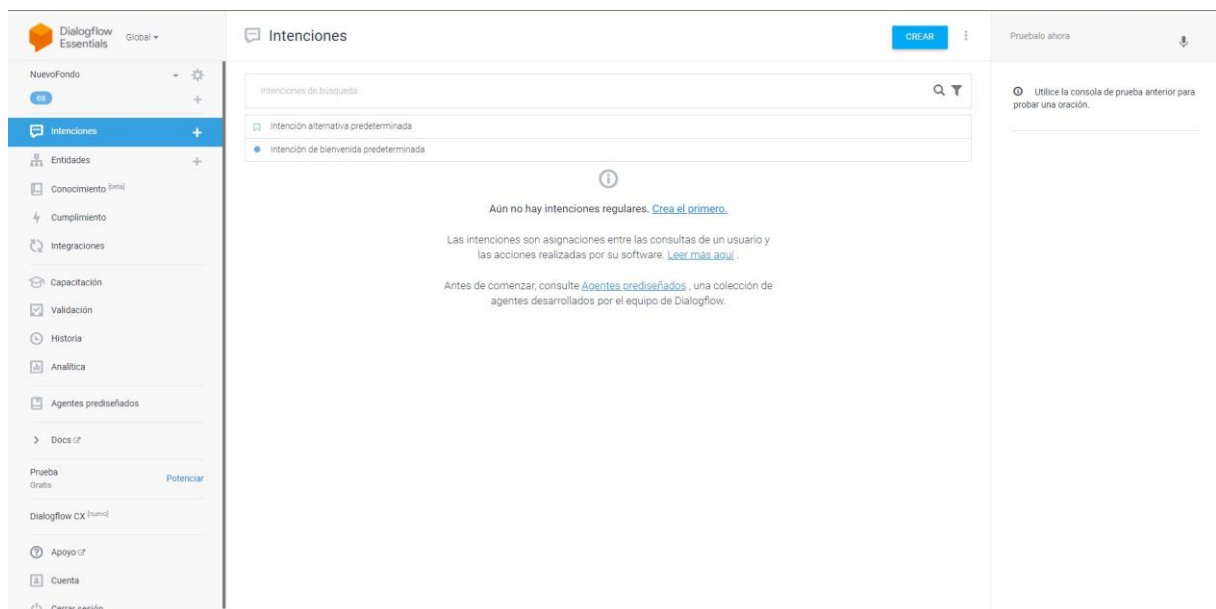 Dialogflow
Essentials
Global
Intenciones
CREAR
Pruebalo ahora
NuevoFondo
es
Intenciones de búsqueda
Utilice la consola de prueba anterior para
probar una oración.
Intenciones
Intención alternativa predeterminada
Intención de bienvenida predeterminada
Entidades
Conocimiento [beta]
Aún no hay intenciones regulares. Crea el primero.
Cumplimiento
Integraciones
Las intenciones son asignaciones entre las consultas de un usuario y
las acciones realizadas por su software. Leer más aquí .
Capacitación
Antes de comenzar, consulte Agentes prediseñados , una colección de
agentes desarrollados por el equipo de Dialogflow.
Validación
Historia
Analítica
Agentes prediseñados
Docs
Prueba
Gratis
Potenciar
Dialogflow CX
Apoyo
Cuenta
Cerrar sesión